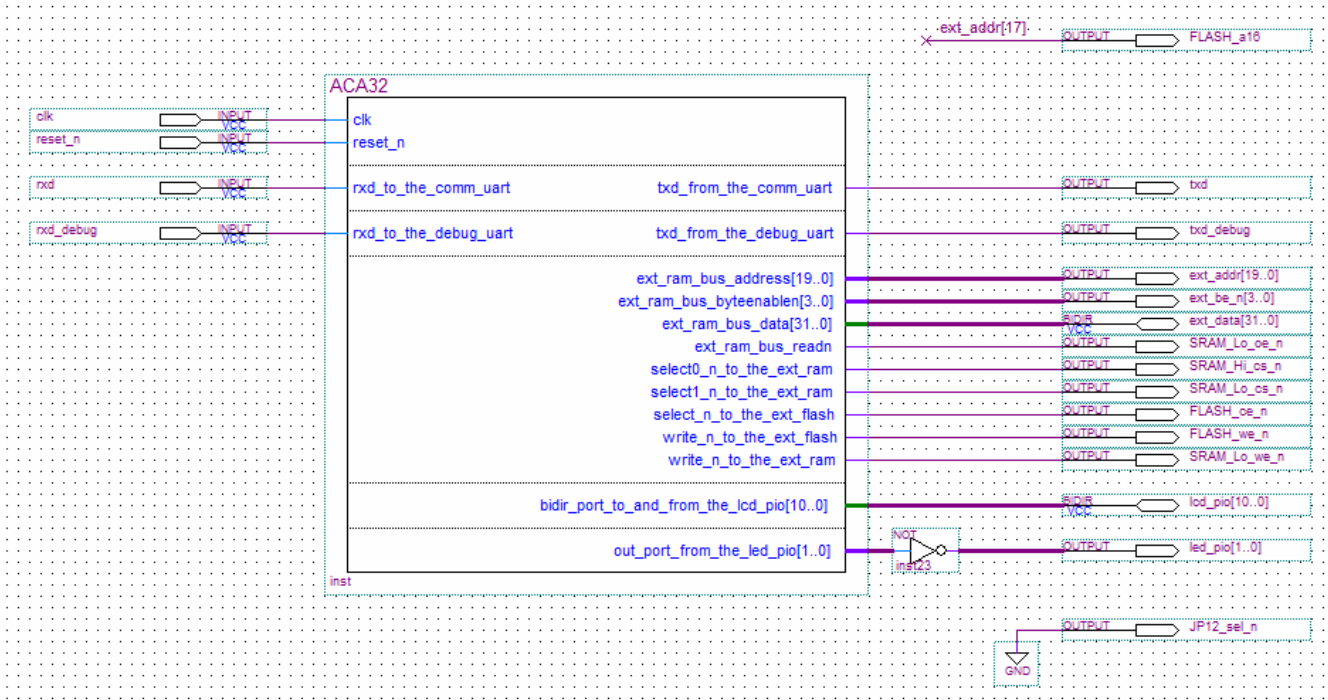 ext_addr[17]. OUTPUT FLASH_a16
ACA32
clk INPUT VCC clk
reset_n INPUT VCC reset_n
rxd INPUT VCC rxd_to_the_comm_uart txd_from_the_comm_uart OUTPUT txd
rxd_debug INPUT VCC rxd_to_the_debug_uart txd_from_the_debug_uart OUTPUT txd_debug
ext_ram_bus_address[19..0] OUTPUT ext_addr[19..0]
ext_ram_bus_byteenablen[3..0] OUTPUT ext_be_n[3..0]
ext_ram_bus_data[31..0] BIDIR VCC ext_data[31..0]
ext_ram_bus_readn OUTPUT SRAM_Lo_oe_n
select0_n_to_the_ext_ram OUTPUT SRAM_Hi_cs_n
select1_n_to_the_ext_ram OUTPUT SRAM_Lo_cs_n
select_n_to_the_ext_flash OUTPUT FLASH_ce_n
write_n_to_the_ext_flash OUTPUT FLASH_we_n
write_n_to_the_ext_ram OUTPUT SRAM_Lo_we_n
bidir_port_to_and_from_the_lcd_pio[10..0] BIDIR VCC lcd_pio[10..0]
out_port_from_the_led_pio[1..0] NOT inst23 OUTPUT led_pio[1..0]
inst
OUTPUT JP12_sel_n
GND